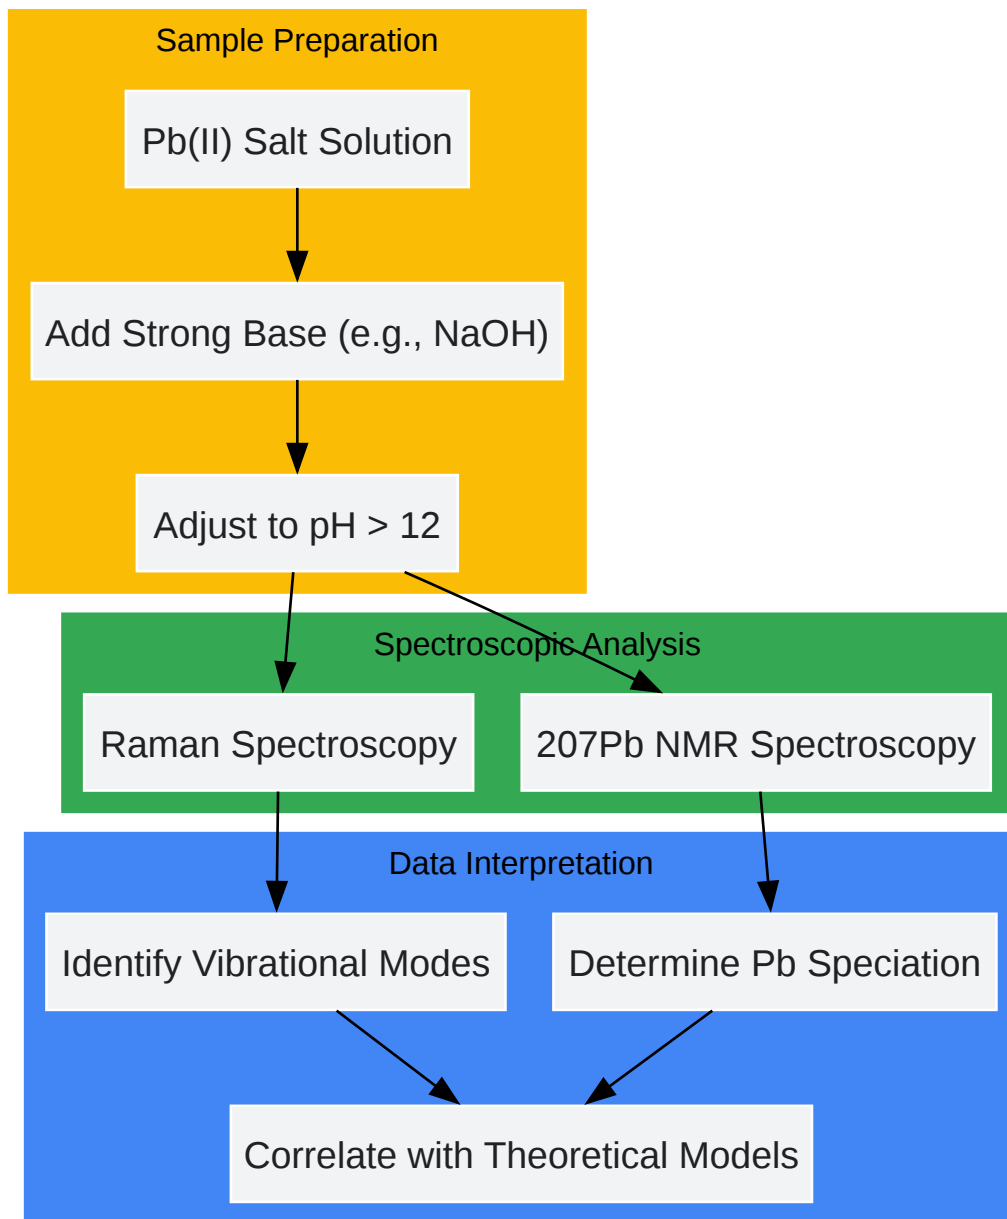 Sample Preparation
Pb(II) Salt Solution
Add Strong Base (e.g., NaOH)
Adjust to pH > 12
Spectroscopic Analysis
Raman Spectroscopy
207Pb NMR Spectroscopy
Data Interpretation
Identify Vibrational Modes
Determine Pb Speciation
Correlate with Theoretical Models